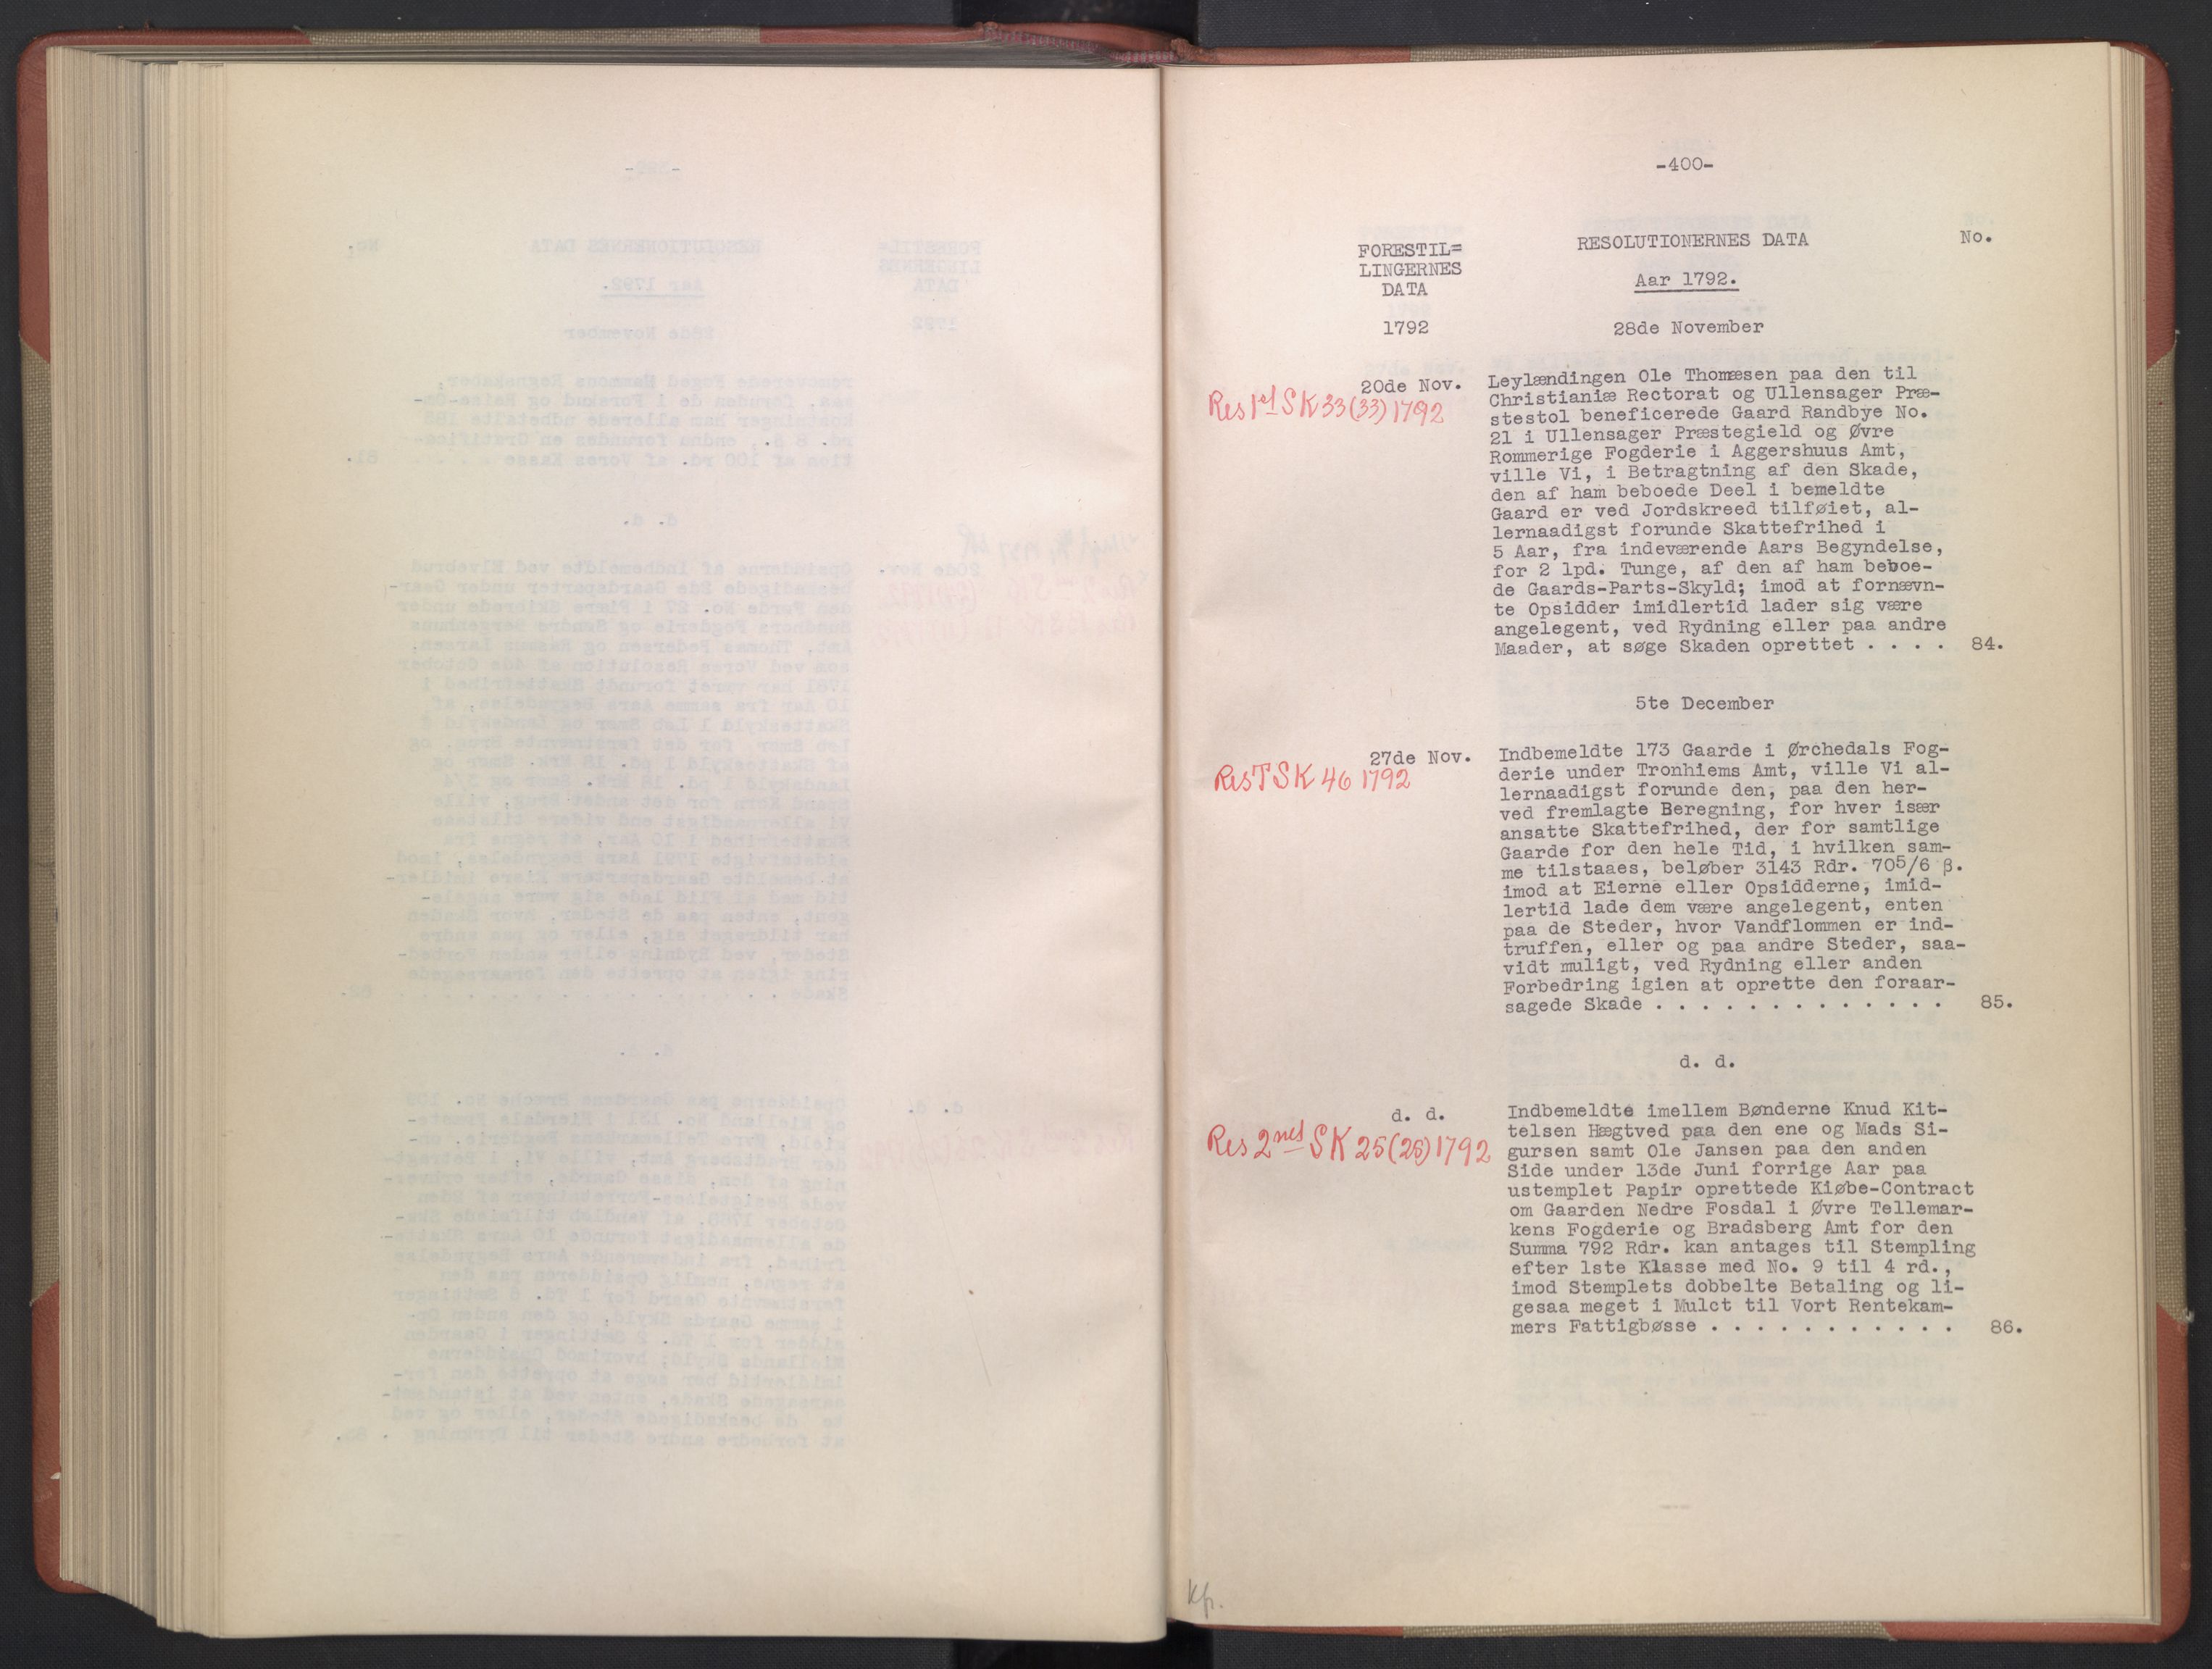 -400-
FORESTIL=
LINGERNES
DATA
RESOLUTIONERNES DATA
No.
Aar 1792.
1792
28de November
20de Nov.
Res 1st SK 33(33) 1792
Leylændingen Ole Thomæsen paa den til
Christianiæ Rectorat og Ullensager Præ-
stestol beneficerede Gaard Randbye No.
21 i Ullensager Præstegield og Øvre
Rommerige Fogderie i Aggershuus Amt,
ville Vi, i Betragtning af den Skade,
den af ham beboede Deel i bemeldte
Gaard er ved Jordskreed tilføiet, al-
lernaadigst forunde Skattefrihed i
5 Aar, fra indeværende Aars Begyndelse,
for 2 lpd. Tunge, af den af ham beboe-
de Gaards-Parts-Skyld; imod at fornævn-
te Opsidder imidlertid lader sig være
angelegent, ved Rydning eller paa andre
Maader, at søge Skaden oprettet . . . . 84.
5te December
27de Nov.
Res T SK 46 1792
Indbemeldte 173 Gaarde i Ørchedals Fog-
derie under Tronhiems Amt, ville Vi al-
lernaadigst forunde den, paa den her-
ved fremlagte Beregning, for hver især
ansatte Skattefrihed, der for samtlige
Gaarde for den hele Tid, i hvilken sam-
me tilstaaes, beløber 3143 Rdr. 705/6 β.
imod at Eierne eller Opsidderne, imid-
lertid lade dem være angelegent, enten
paa de Steder, hvor Vandflommen er ind-
truffen, eller og paa andre Steder, saa-
vidt muligt, ved Rydning eller anden
Forbedring igien at oprette den foraar-
sagede Skade . . . . . . . . . . . . . 85.
d. d.
d. d.
Res 2nes SK 25(25) 1792
Indbemeldte imellem Bønderne Knud Kit-
telsen Hægtved paa den ene og Mads Si-
gursen samt Ole Jansen paa den anden
Side under 13de Juni forrige Aar paa
ustemplet Papir oprettede Kiøbe-Contract
om Gaarden Nedre Fosdal i Øvre Tellemar-
kens Fogderie og Bradsberg Amt for den
Summa 792 Rdr. kan antages til Stempling
efter 1ste Klasse med No. 9 til 4 rd.,
imod Stemplets dobbelte Betaling og li-
gesaa meget i Mulct til Vort Rentekam-
mers Fattigbøsse . . . . . . . . . . . 86.